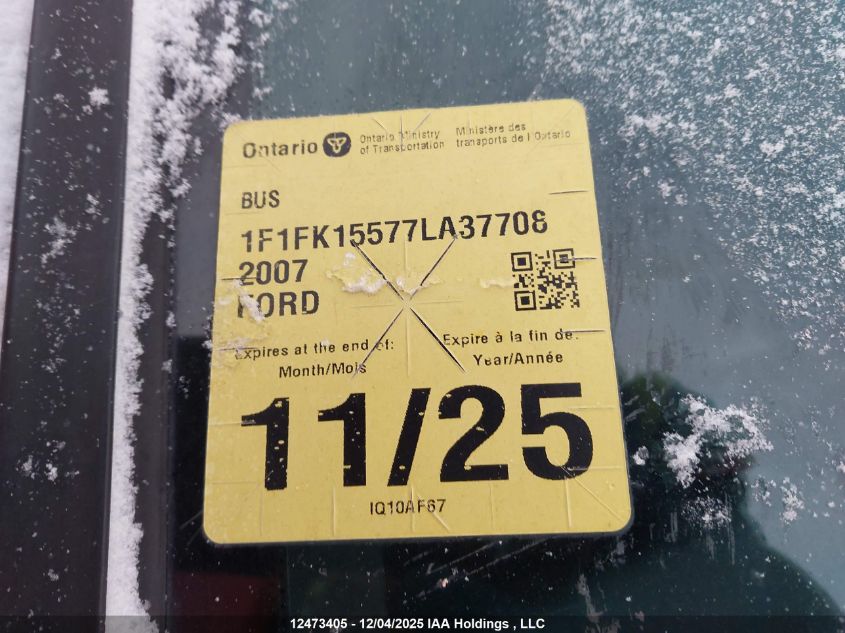 Ontario
Ontario Ministry
of Transportation
Ministère des
transports de l'Ontario
BUS
1F1FK15577LA37708
2007
FORD
Expires at the end of:
Month/Mois
Expire à la fin de:
Year/Année
11/25
IQ10AF67
12473405 - 12/04/2025 IAA Holdings , LLC